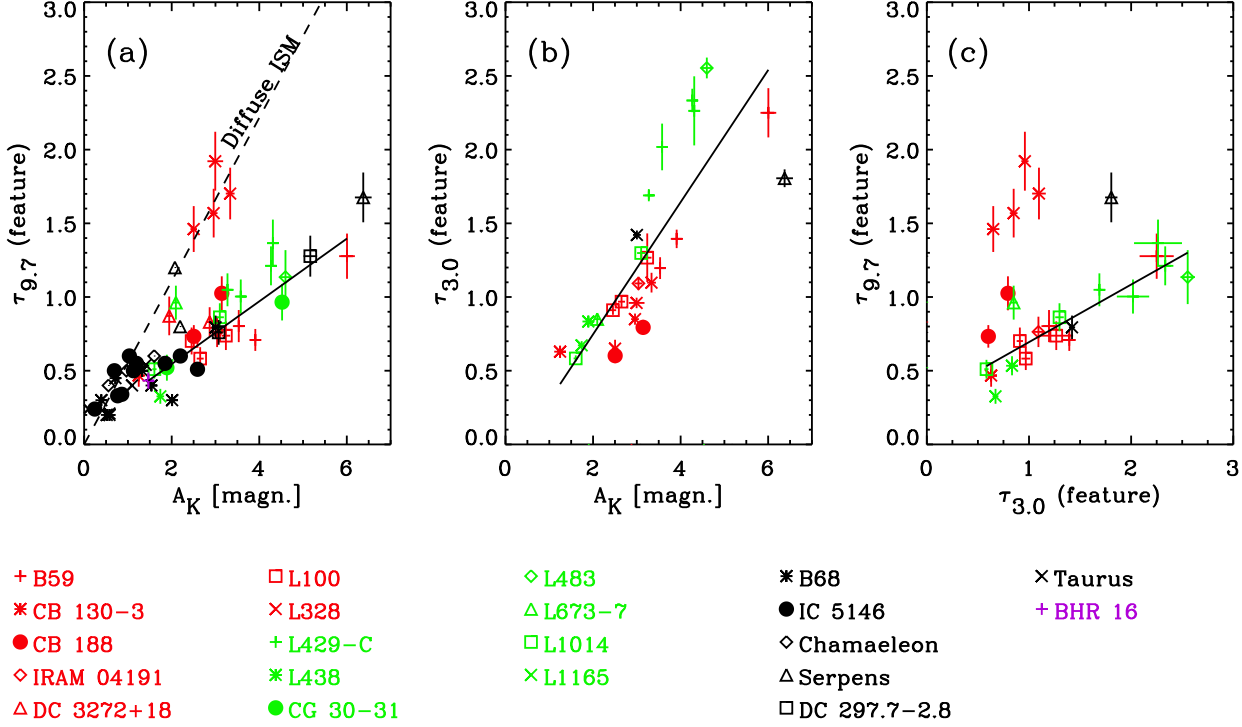 (a)
Diffuse ISM
3.0
2.5
2.0
1.5
1.0
0.5
0.0
0 2 4 6
τ9.7 (feature)
AK [magn.]
(b)
3.0
2.5
2.0
1.5
1.0
0.5
0.0
0 2 4 6
τ3.0 (feature)
AK [magn.]
(c)
3.0
2.5
2.0
1.5
1.0
0.5
0.0
0 1 2 3
τ9.7 (feature)
τ3.0 (feature)
B59
CB 130-3
CB 188
IRAM 04191
DC 3272+18
L100
L328
L429-C
L438
CG 30-31
L483
L673-7
L1014
L1165
B68
IC 5146
Chamaeleon
Serpens
DC 297.7-2.8
Taurus
BHR 16